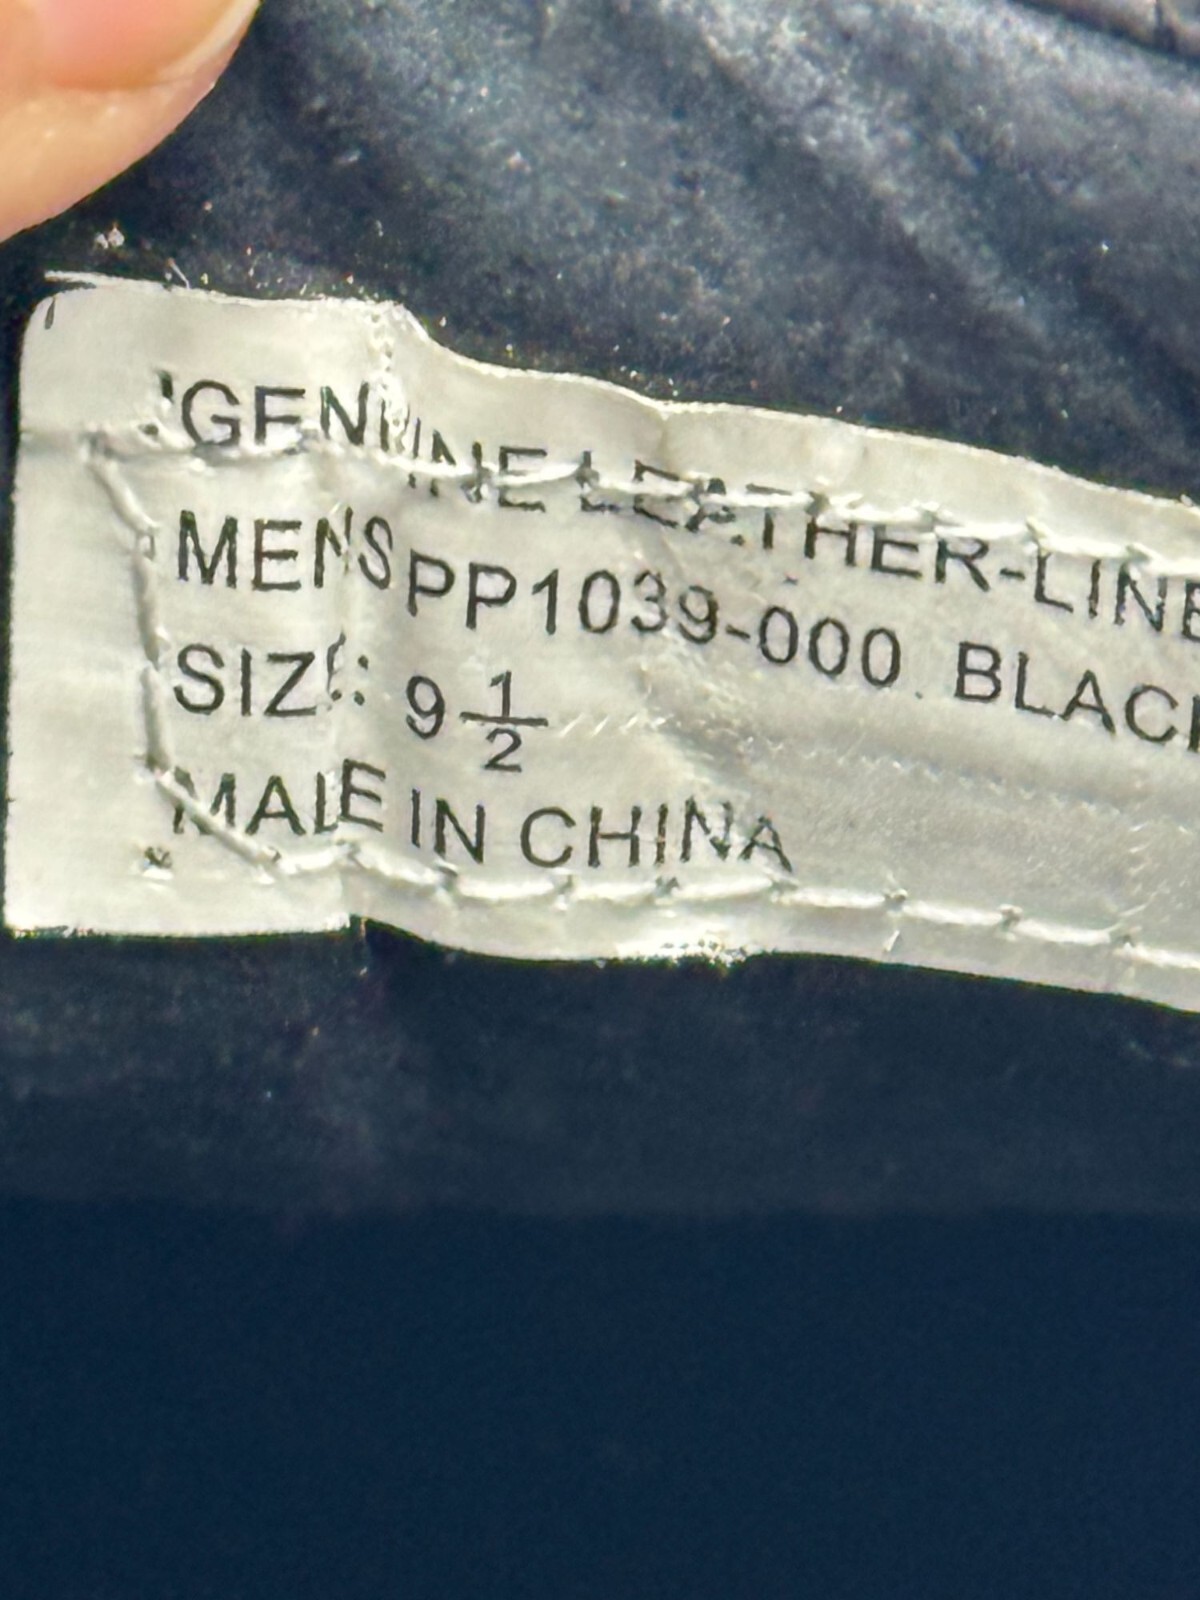 GENUINE LEATHER-LINE
MENS PP1039-000 BLACK
SIZE: 9 1/2
MADE IN CHINA